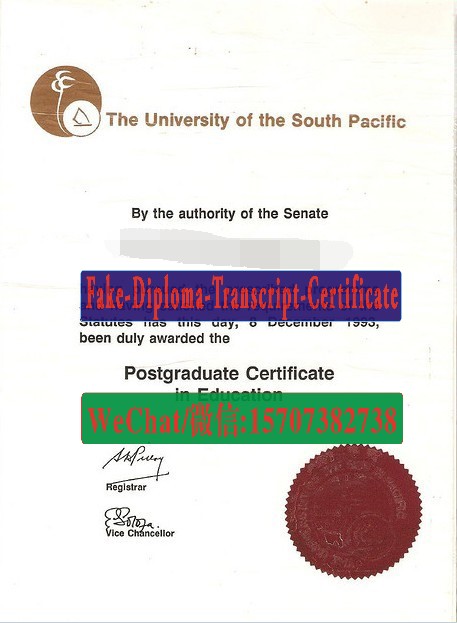 The University of the South Pacific
By the authority of the Senate
Fake-Diploma-Transcript-Certificate
Statutes has this day, 8 December 1993,
been duly awarded the
Postgraduate Certificate
in Education
WeChat/微信:15707382738
Registrar
Vice Chancellor